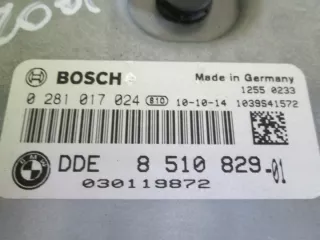 BOSCH
Made in Germany
1255 0233
0 281 017 024 810 10-10-14 1039S41572
DDE 8 510 829-01
030119872